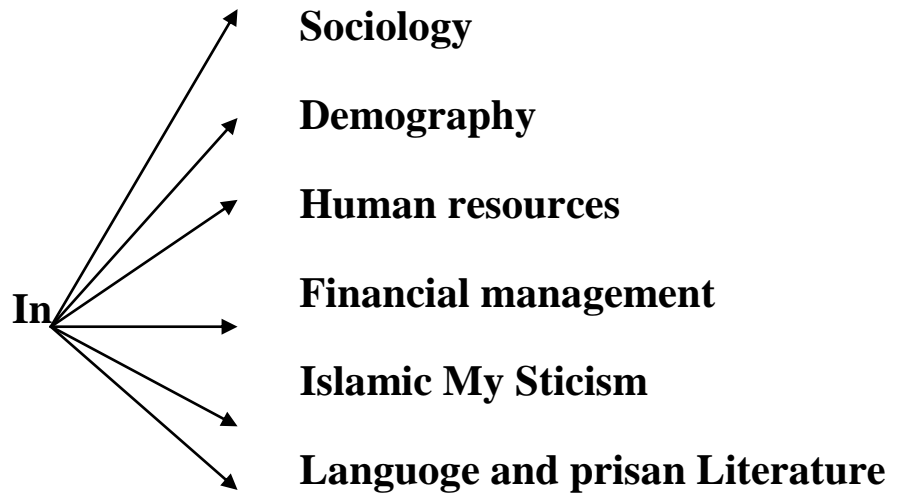 Sociology
Demography
Human resources
Financial management
In
Islamic My Sticism
Languoge and prisan Literature